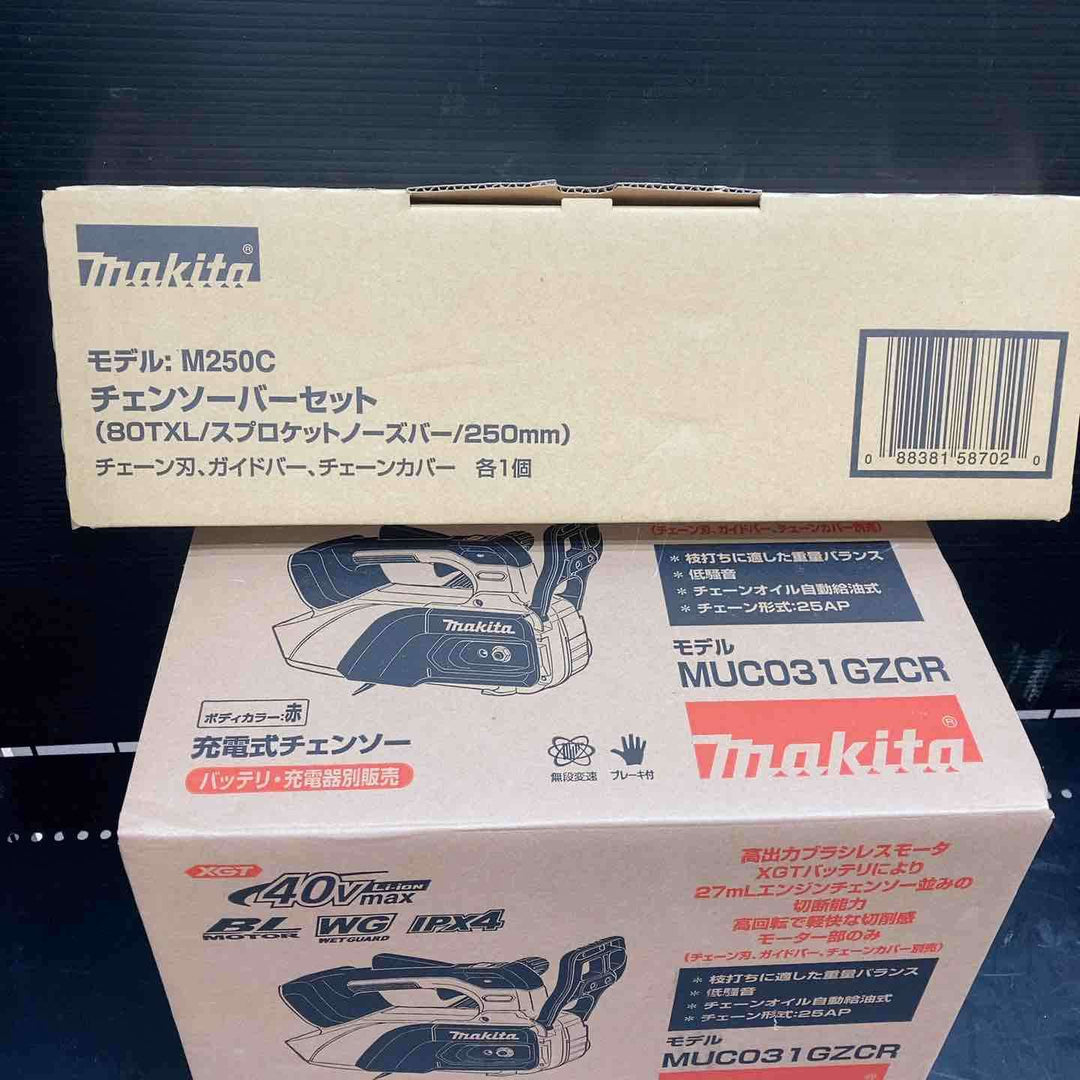 makita®
モデル: M250C
チェンソーバーセット
(80TXL/スプロケットノーズバー/250mm)
チェーン刃、ガイドバー、チェーンカバー 各1個
0 88381 58702 0
(チェーン刃、ガイドバー、チェーンカバー別売)
* 枝打ちに適した重量バランス
* 低騒音
* チェーンオイル自動給油式
* チェーン形式:25AP
makita
モデル
MUC031GZCR
makita®
ボディカラー:赤
充電式チェンソー
バッテリ・充電器別販売
無段変速
ブレーキ付
XGT
40Vmax Li-ion
BL MOTOR
WG WETGUARD
IPX4
高出力ブラシレスモータ
XGTバッテリにより
27mLエンジンチェンソー並みの
切断能力
高回転で軽快な切削感
モーター部のみ
(チェーン刃、ガイドバー、チェーンカバー別売)
* 枝打ちに適した重量バランス
* 低騒音
* チェーンオイル自動給油式
* チェーン形式:25AP
makita
モデル
MUC031GZCR